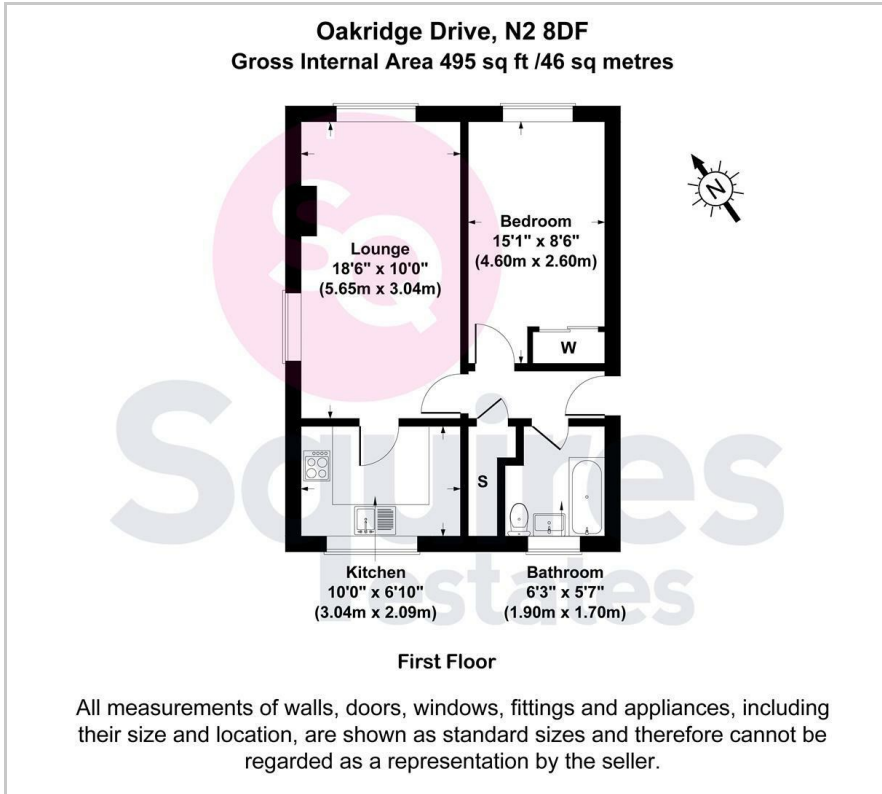 Oakridge Drive, N2 8DF
Gross Internal Area 495 sq ft /46 sq metres
N
SQ
Lounge
18'6" x 10'0"
(5.65m x 3.04m)
Bedroom
15'1" x 8'6"
(4.60m x 2.60m)
W
S
Squires
estates
Kitchen
10'0" x 6'10"
(3.04m x 2.09m)
Bathroom
6'3" x 5'7"
(1.90m x 1.70m)
First Floor
All measurements of walls, doors, windows, fittings and appliances, including
their size and location, are shown as standard sizes and therefore cannot be
regarded as a representation by the seller.